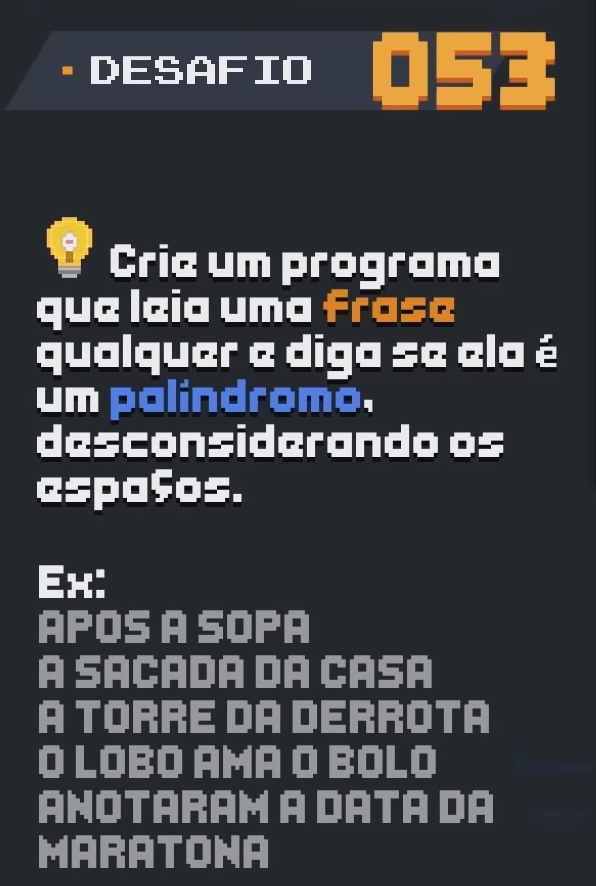 DESAFIO 053
Crie um programa
que leia uma frase
qualquer e diga se ela é
um palíndromo,
desconsiderando os
espaços.
Ex:
APOS A SOPA
A SACADA DA CASA
A TORRE DA DERROTA
O LOBO AMA O BOLO
ANOTARAM A DATA DA
MARATONA